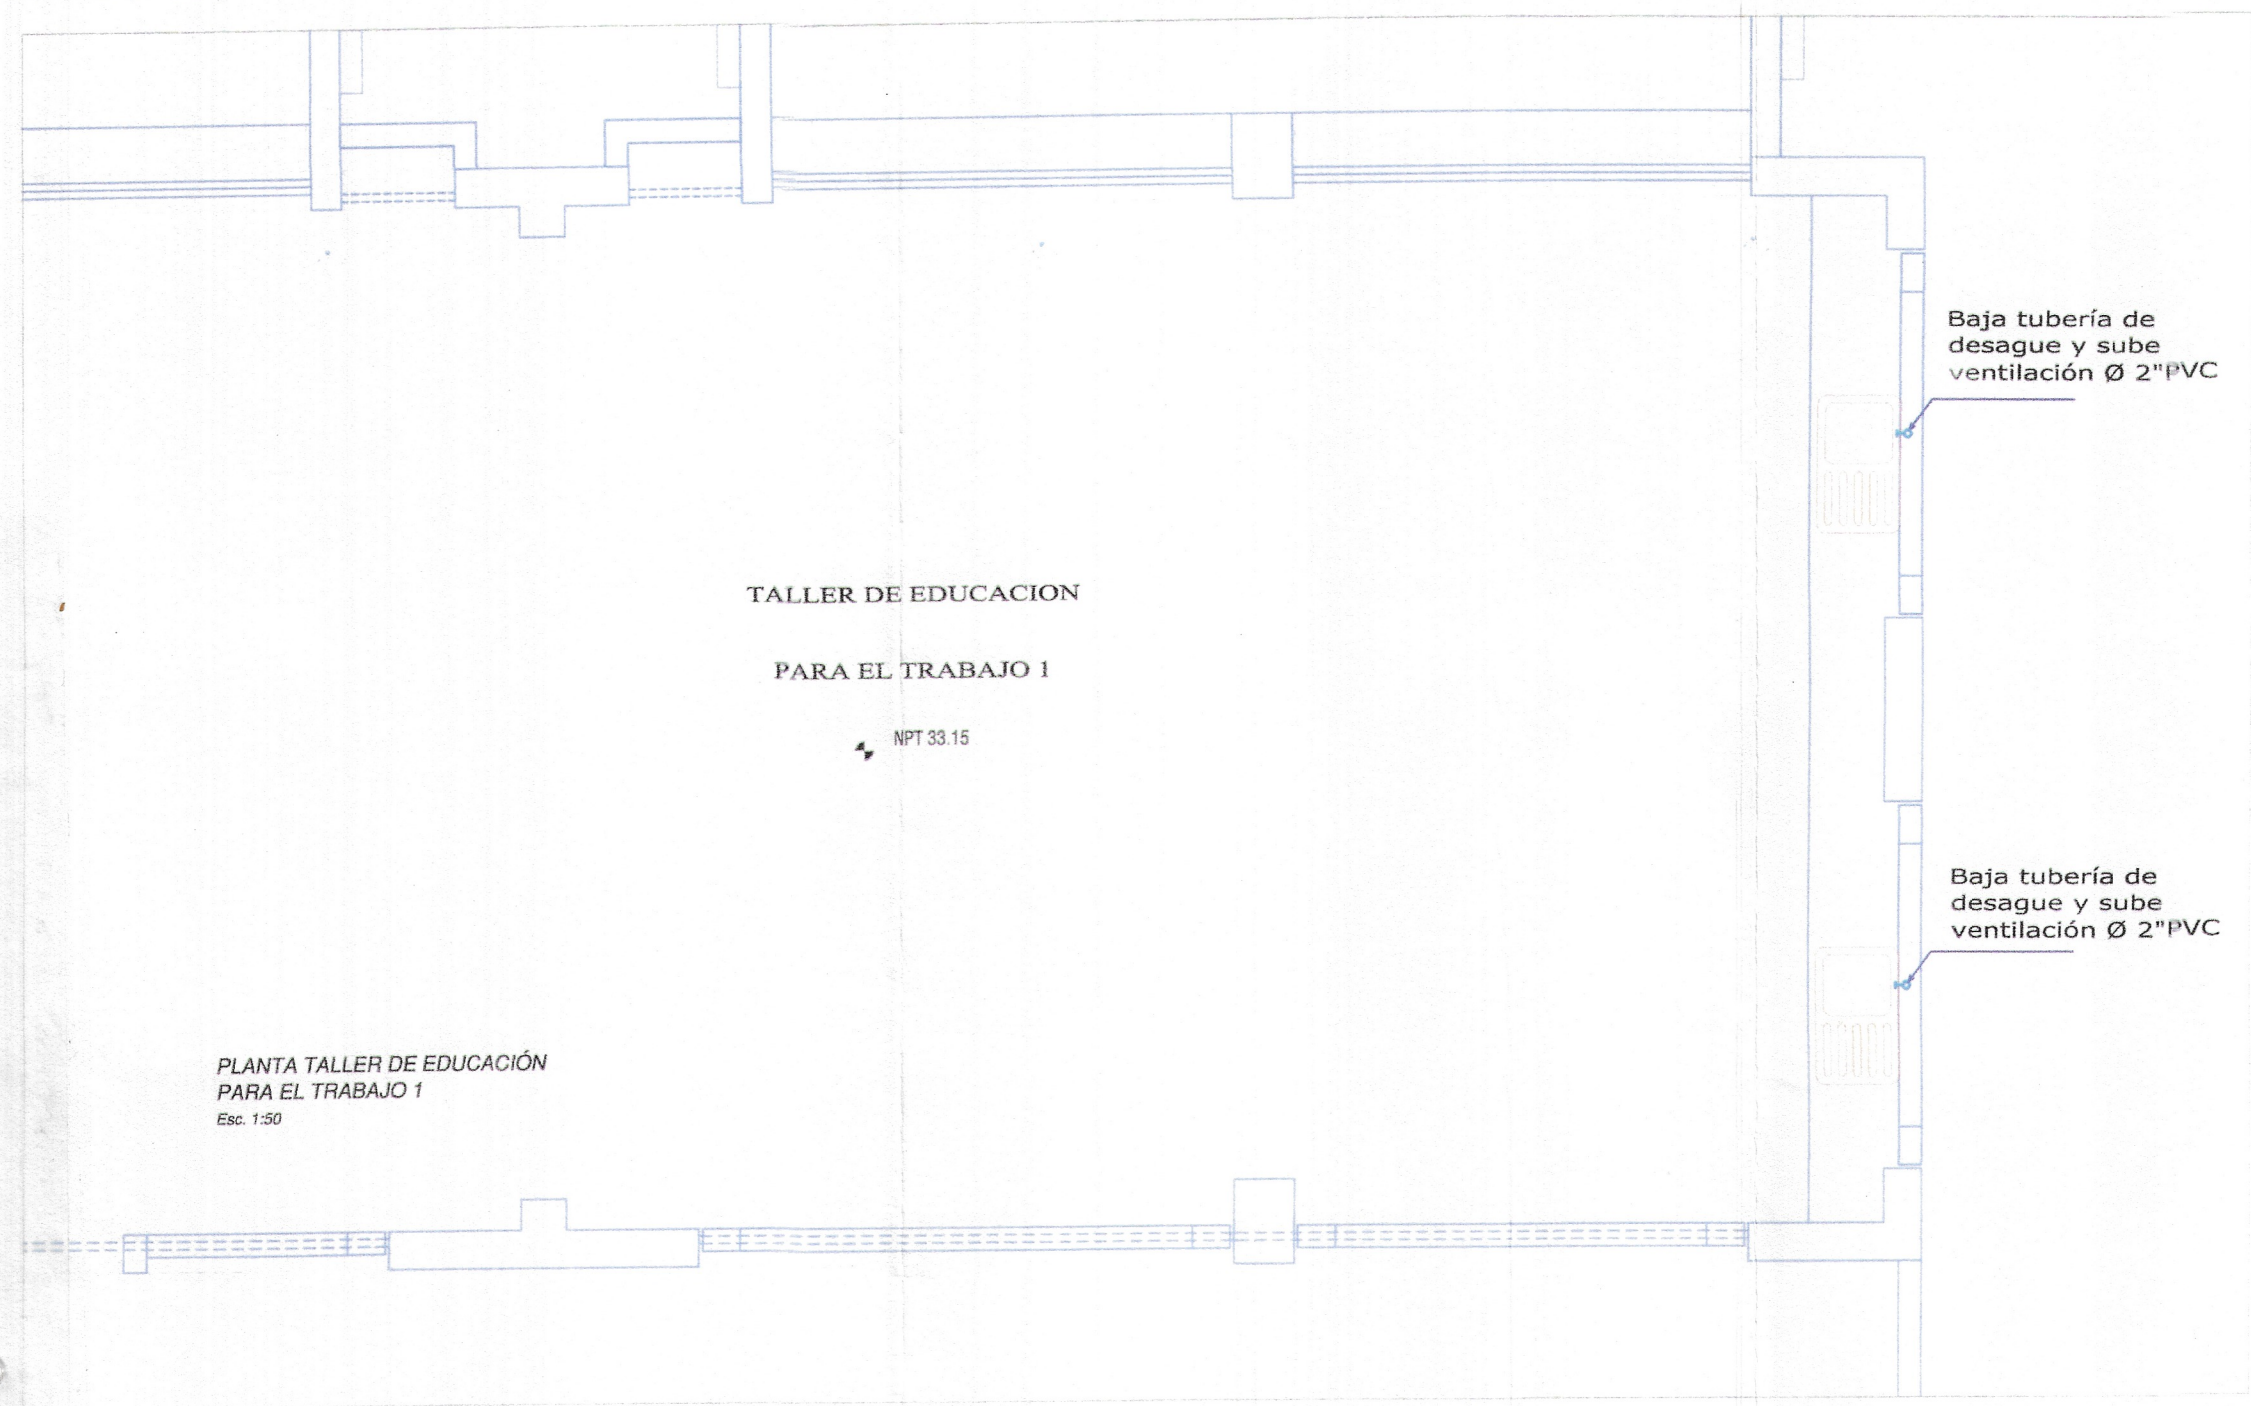 Baja tubería de
desague y sube
ventilación Ø 2"PVC
TALLER DE EDUCACION
PARA EL TRABAJO 1
NPT 33.15
Baja tubería de
desague y sube
ventilación Ø 2"PVC
PLANTA TALLER DE EDUCACIÓN
PARA EL TRABAJO 1
Esc. 1:50